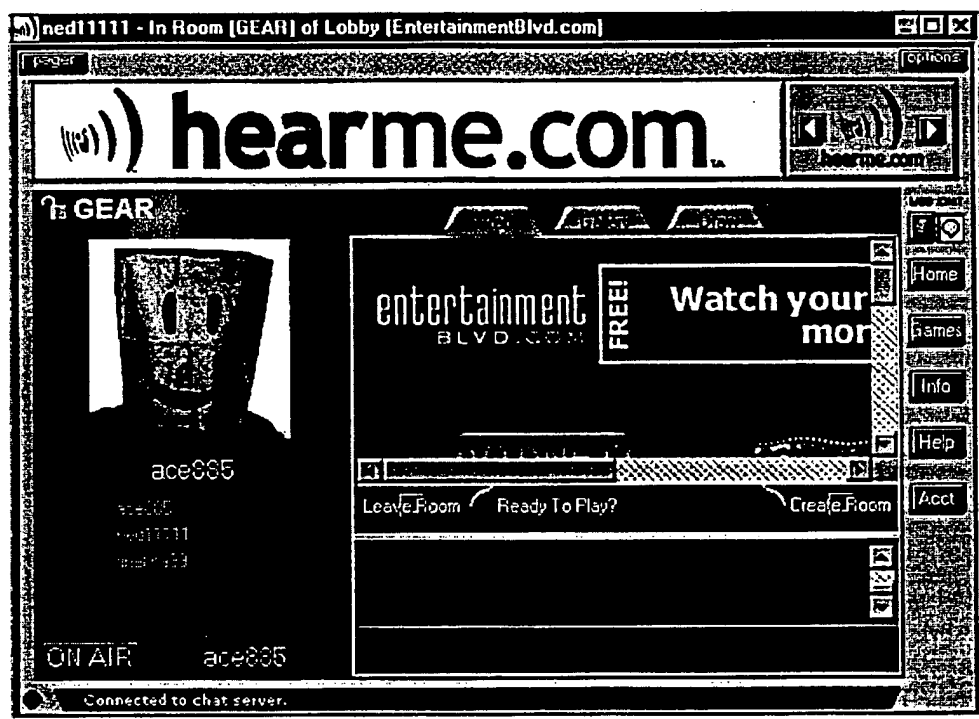 ned11111 - In Room [GEAR] of Lobby [EntertainmentBlvd.com]
pager
options
hearme.com
hearme.com
GEAR
Home
entertainment
BLVD.COM
FREE!
Watch your
mor
Games
Info
Help
ace885
Leave Room
Ready To Play?
Create Room
Acct
ace885
ned11111
ON AIR
ace885
Connected to chat server.